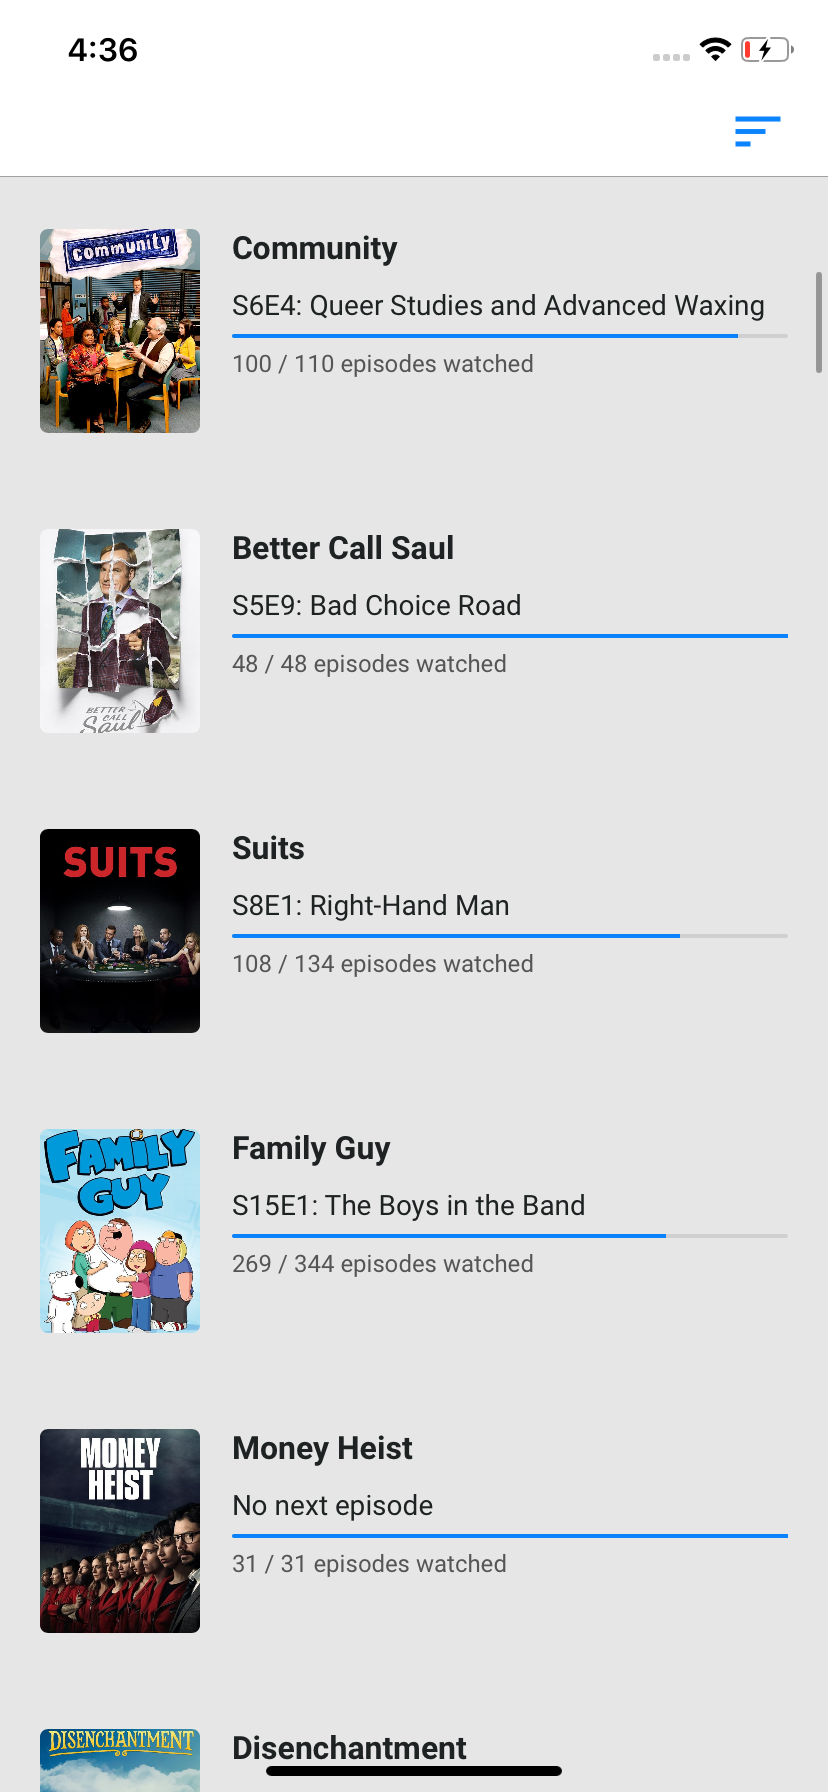 4:36
community
Community
S6E4: Queer Studies and Advanced Waxing
100 / 110 episodes watched
BETTER
CALL
Saul
Better Call Saul
S5E9: Bad Choice Road
48 / 48 episodes watched
SUITS
Suits
S8E1: Right-Hand Man
108 / 134 episodes watched
FAMILY
GUY
Family Guy
S15E1: The Boys in the Band
269 / 344 episodes watched
MONEY
HEIST
Money Heist
No next episode
31 / 31 episodes watched
DISENCHANTMENT
Disenchantment